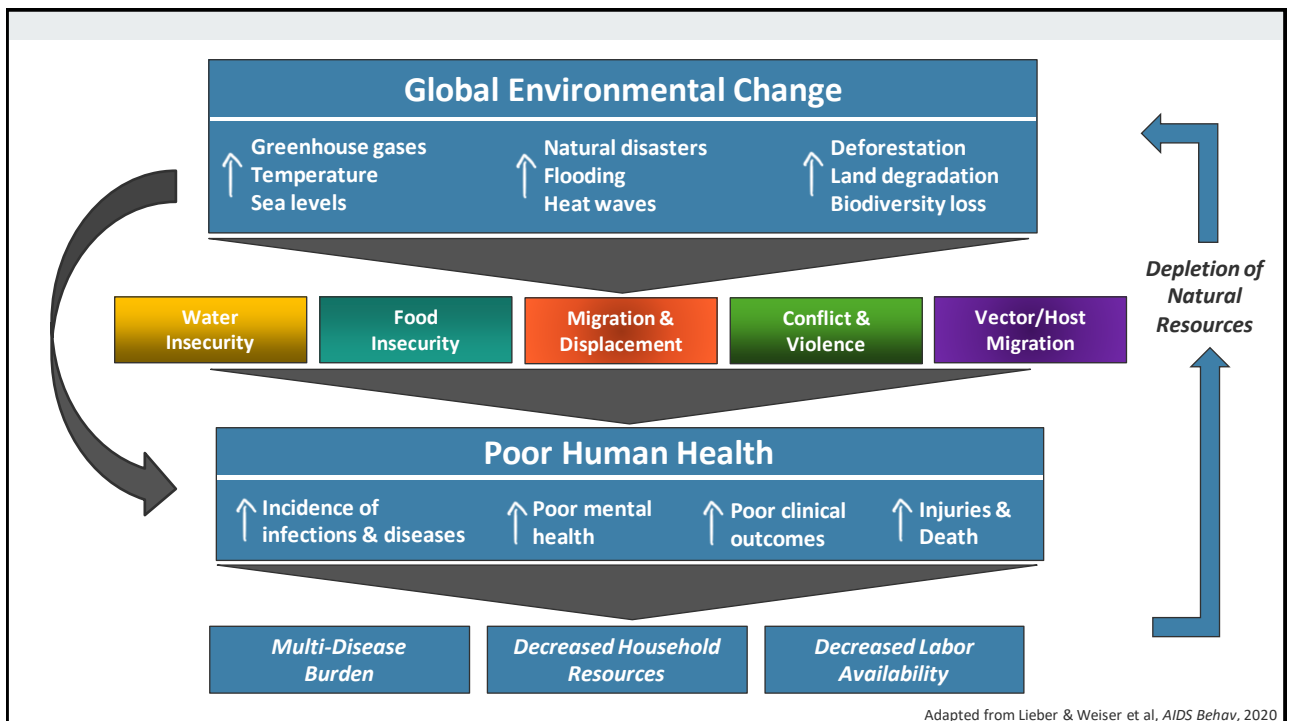 Global Environmental Change
Greenhouse gases
Temperature
Sea levels
Natural disasters
Flooding
Heat waves
Deforestation
Land degradation
Biodiversity loss
Depletion of
Natural
Resources
Water
Insecurity
Food
Insecurity
Migration &
Displacement
Conflict &
Violence
Vector/Host
Migration
Poor Human Health
Incidence of
infections & diseases
Poor mental
health
Poor clinical
outcomes
Injuries &
Death
Multi-Disease
Burden
Decreased Household
Resources
Decreased Labor
Availability
Adapted from Lieber & Weiser et al, AIDS Behav, 2020